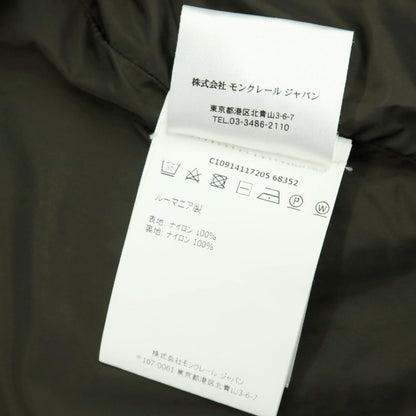 株式会社 モンクレール ジャパン
東京都港区北青山3-6-7
TEL.03-3486-2110
C10914117205 68352
P W
ルーマニア製
表地: ナイロン 100%
裏地: ナイロン 100%
株式会社モンクレール ジャパン
〒107-0061 東京都港区北青山3-6-7